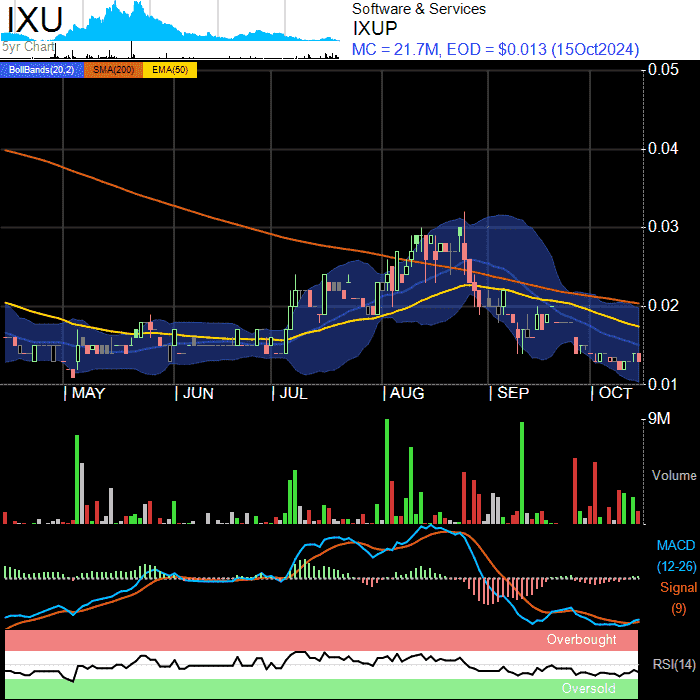 IXU
5yr Chart
Software & Services
IXUP
MC = 21.7M, EOD = $0.013 (15Oct2024)
BollBands(20,2) SMA(200) EMA(50)
0.05
0.04
0.03
0.02
0.01
MAY JUN JUL AUG SEP OCT
9M
Volume
MACD
(12-26)
Signal
(9)
Overbought
RSI(14)
Oversold